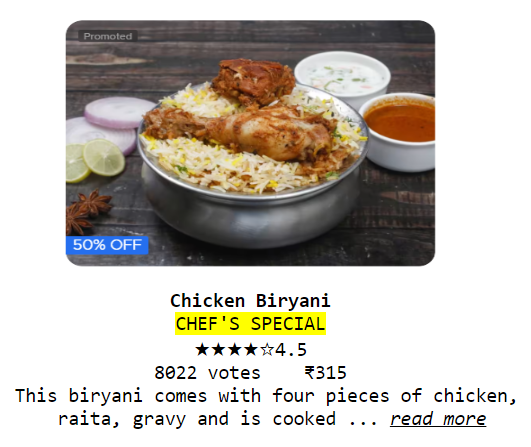 Promoted
50% OFF
Chicken Biryani
CHEF'S SPECIAL
★★★★☆4.5
8022 votes ₹315
This biryani comes with four pieces of chicken,
raita, gravy and is cooked ... read more